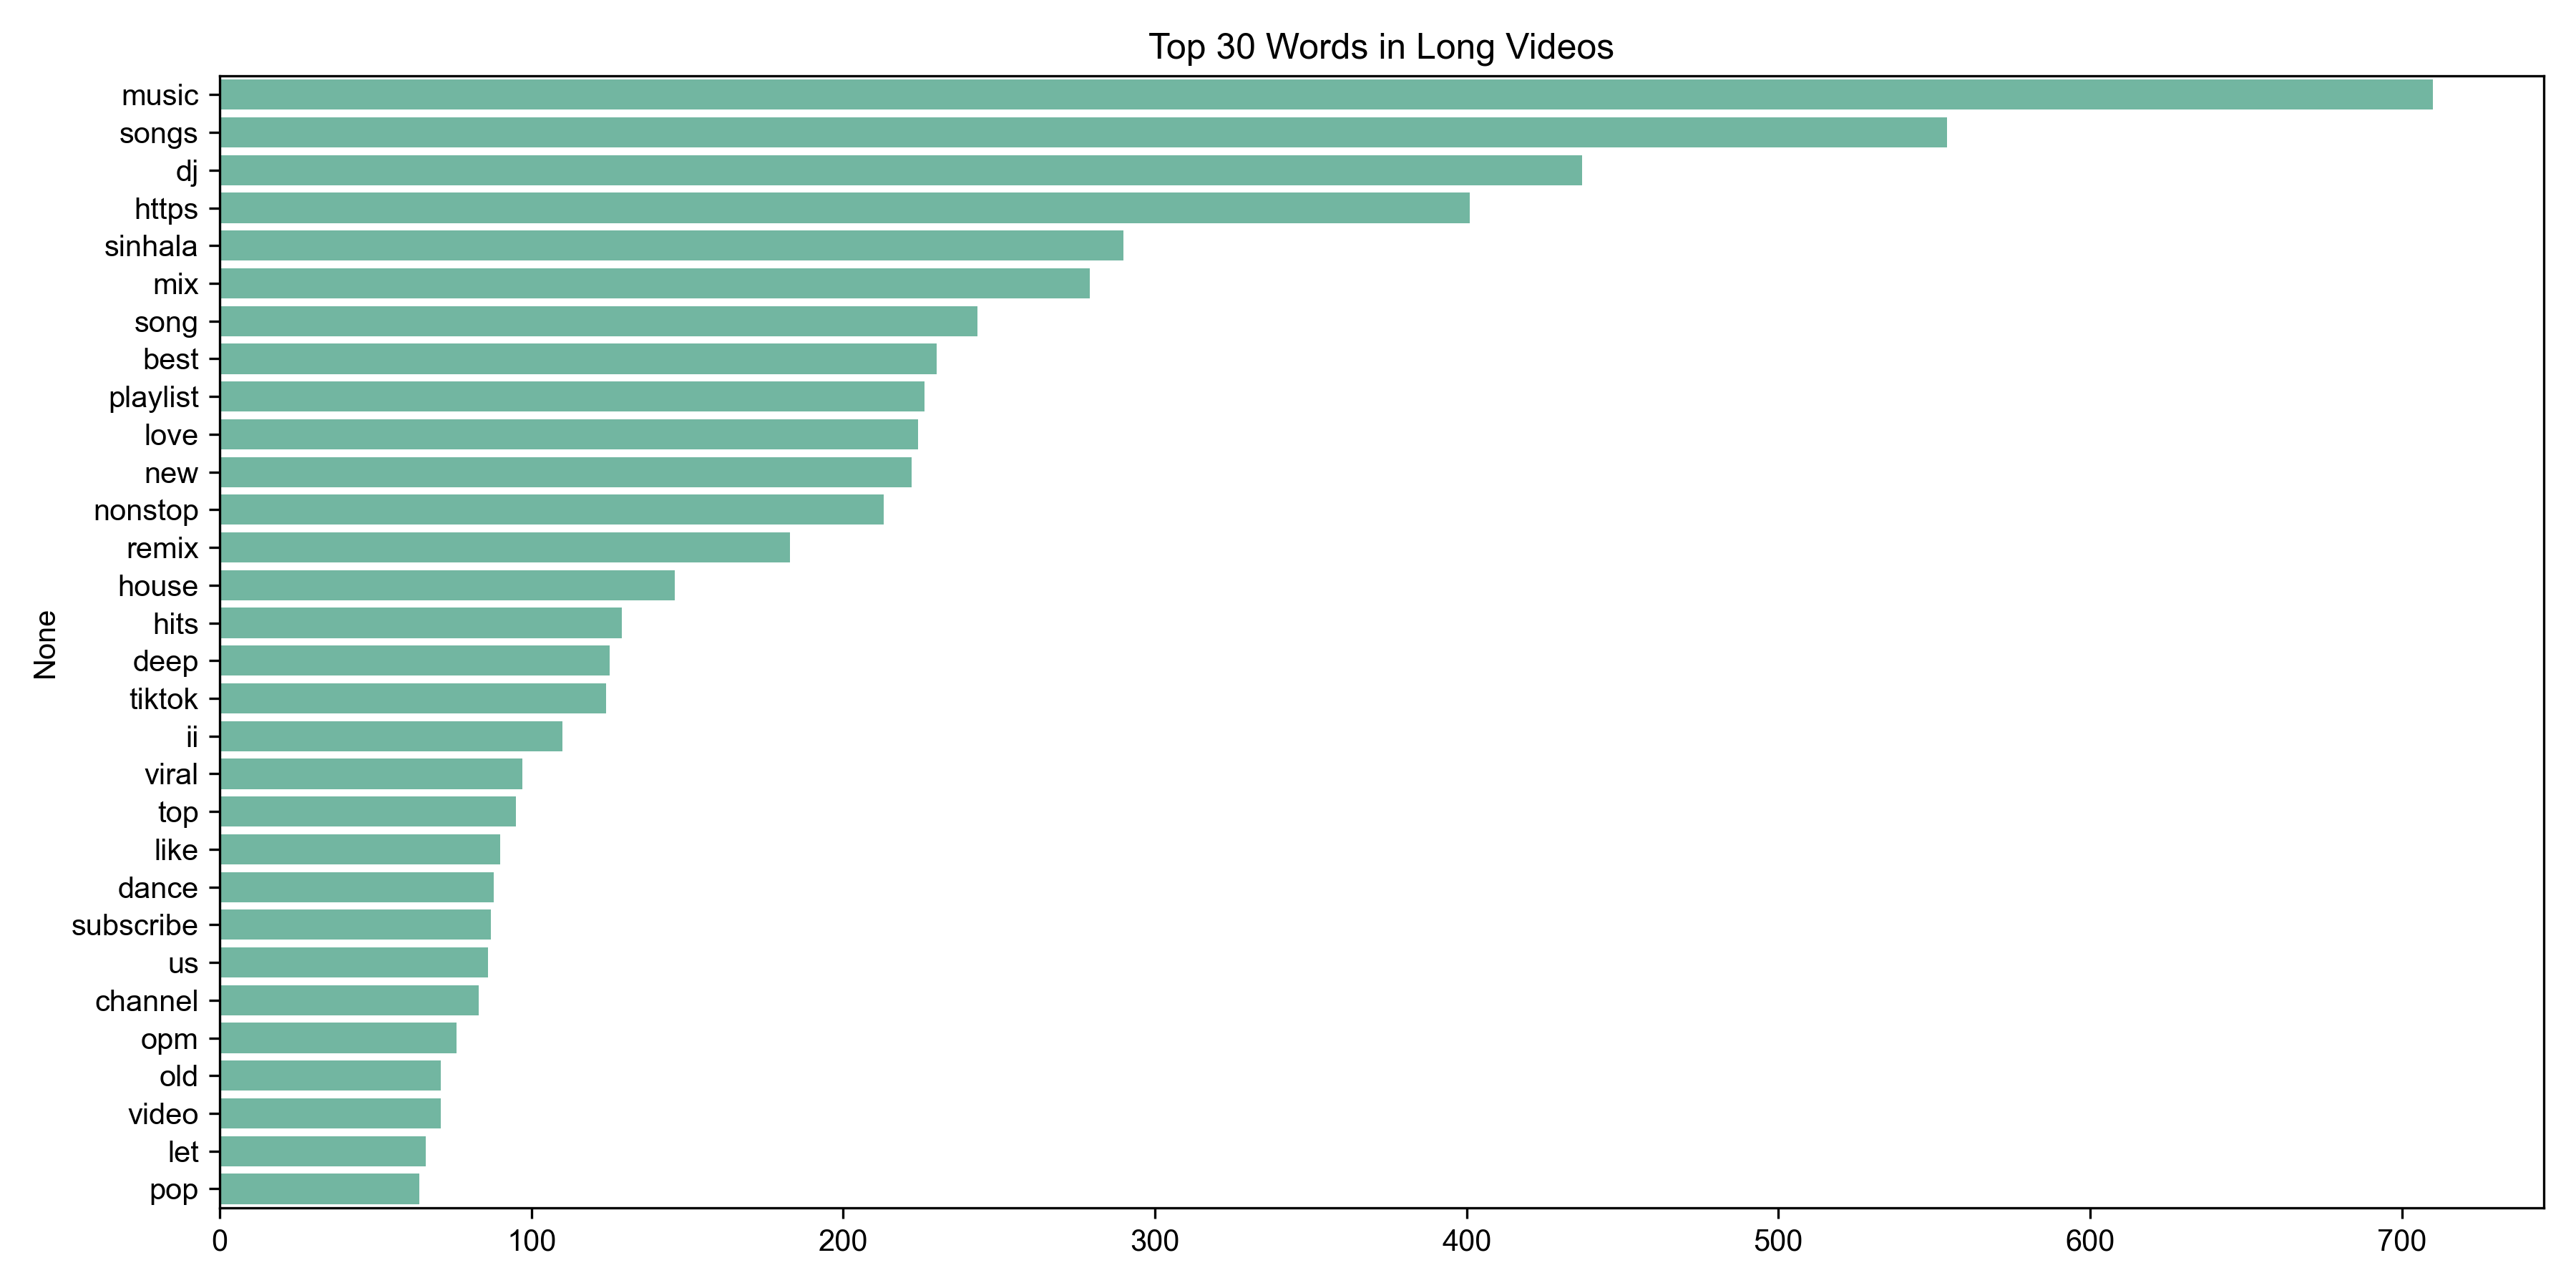 Top 30 Words in Long Videos
music
songs
dj
https
sinhala
mix
song
best
playlist
love
new
nonstop
remix
house
hits
deep
tiktok
ii
viral
top
like
dance
subscribe
us
channel
opm
old
video
let
pop
None
0 100 200 300 400 500 600 700